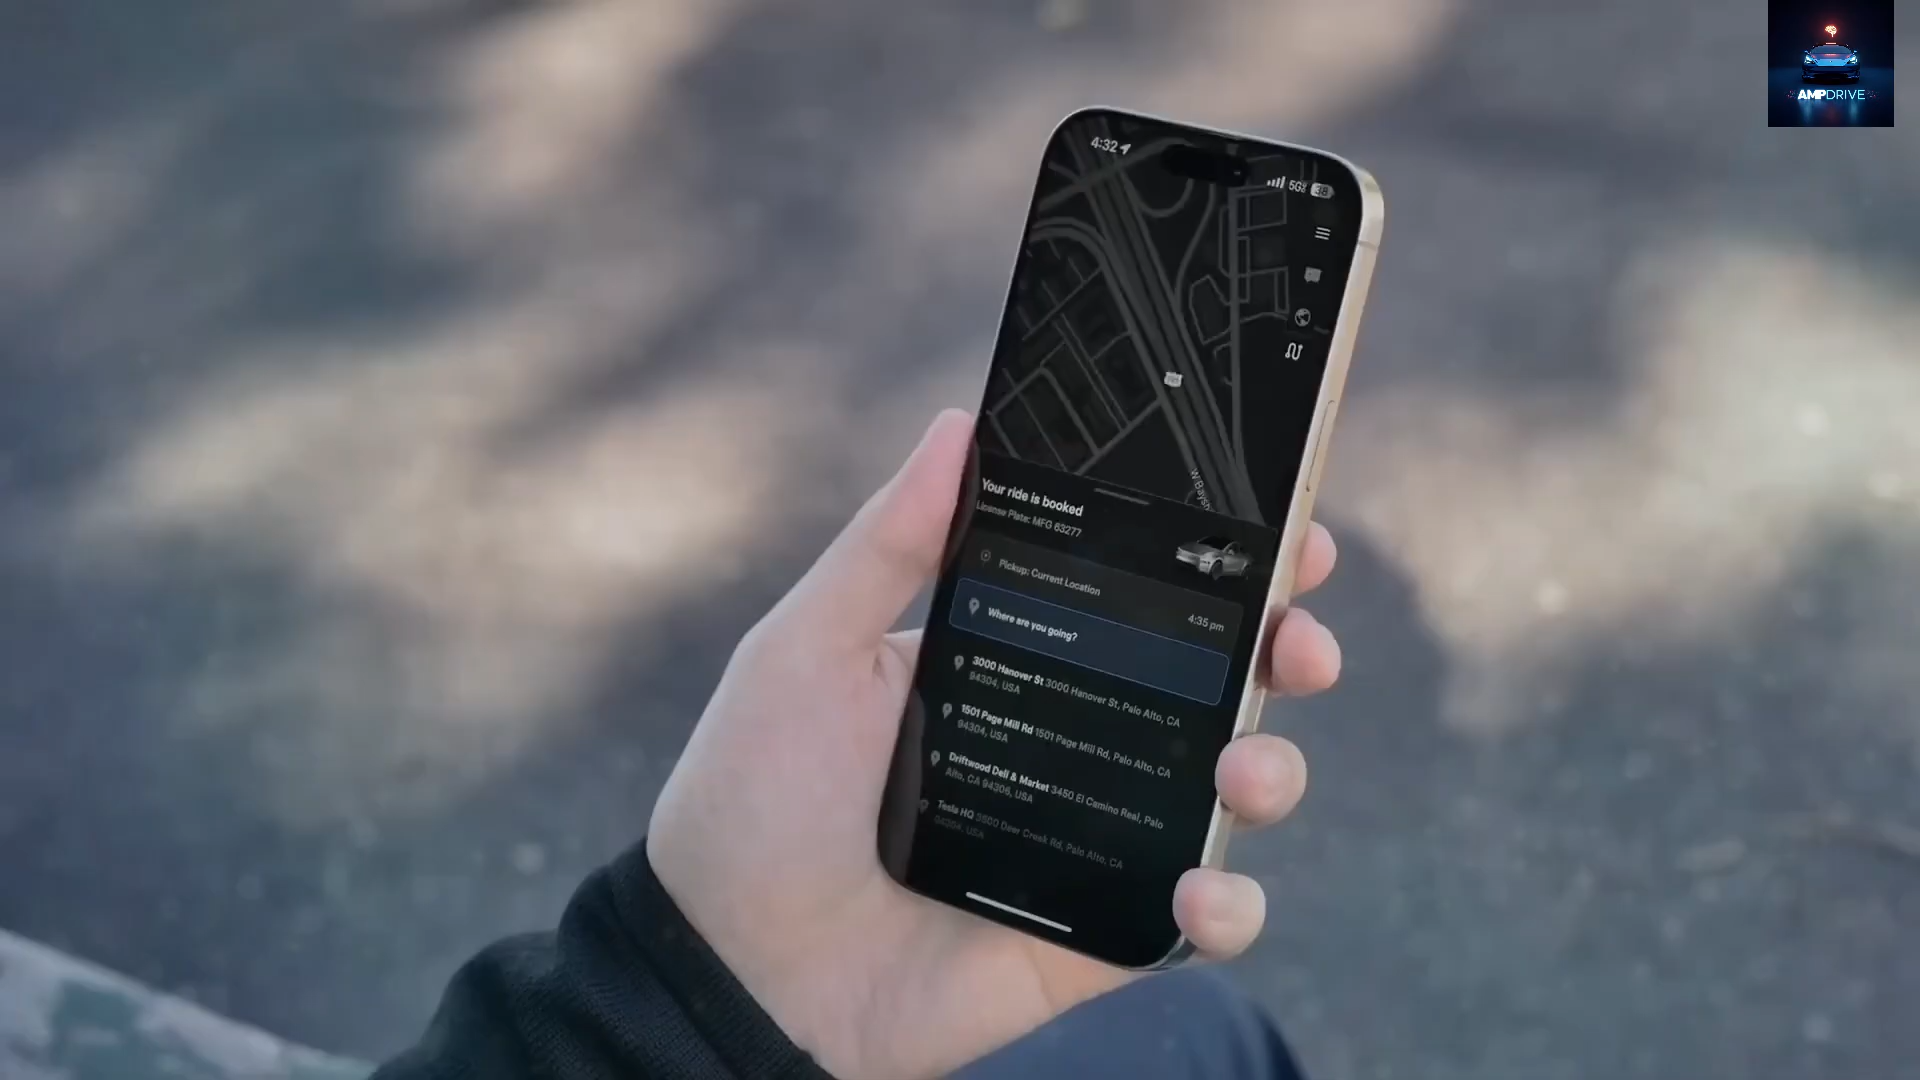 AMPDRIVE
4:32
5G
38
Your ride is booked
License Plate: MFG 63277
Pickup: Current Location
4:35 pm
Where are you going?
3000 Hanover St 3000 Hanover St, Palo Alto, CA
94304, USA
1501 Page Mill Rd 1501 Page Mill Rd, Palo Alto, CA
94304, USA
Driftwood Deli & Market 3450 El Camino Real, Palo
Alto, CA 94306, USA
Tesla HQ 3500 Deer Creek Rd, Palo Alto, CA
94304, USA